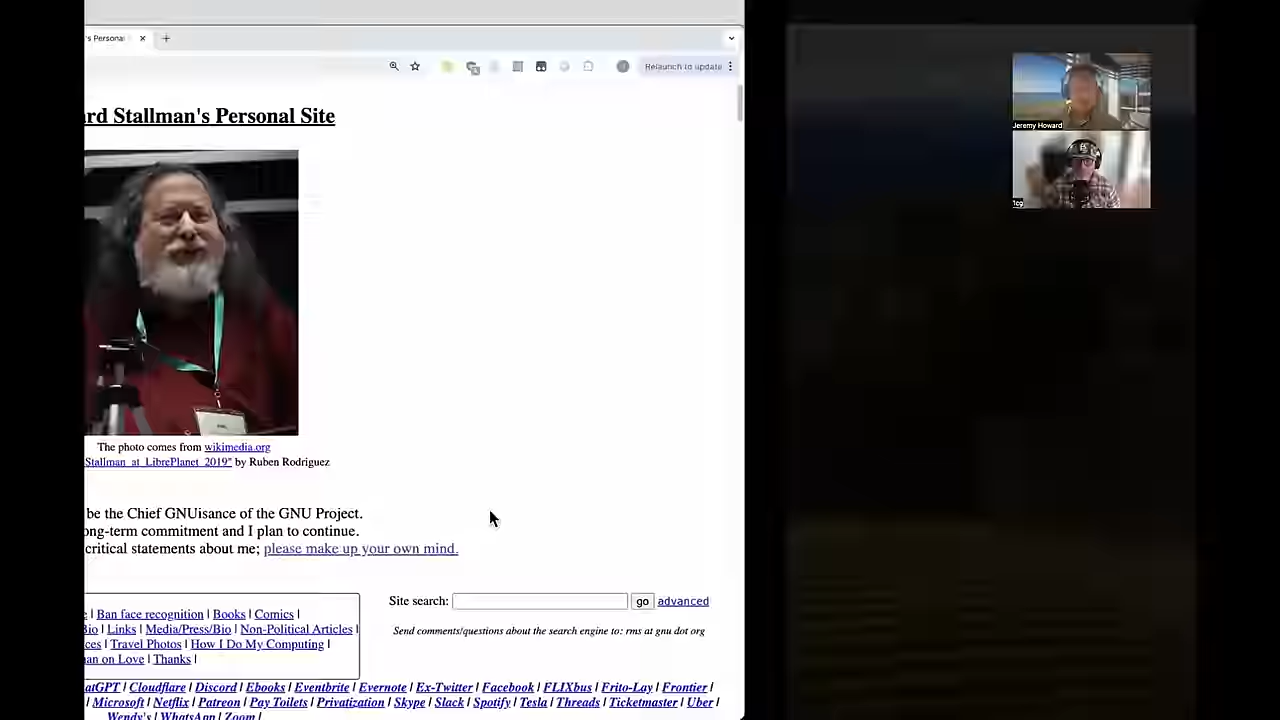 's Personal
Relaunch to update
ard Stallman's Personal Site
Jeremy Howard
The photo comes from wikimedia.org
Stallman_at_LibrePlanet_2019" by Ruben Rodriguez
be the Chief GNUisance of the GNU Project.
ong-term commitment and I plan to continue.
critical statements about me; please make up your own mind.
Site search: go advanced
Send comments/questions about the search engine to: rms at gnu dot org
e | Ban face recognition | Books | Comics |
Bio | Links | Media/Press/Bio | Non-Political Articles |
ces | Travel Photos | How I Do My Computing |
an on Love | Thanks |
atGPT | Cloudflare | Discord | Ebooks | Eventbrite | Evernote | Ex-Twitter | Facebook | FLIXbus | Frito-Lay | Frontier |
| Microsoft | Netflix | Patreon | Pay Toilets | Privatization | Skype | Slack | Spotify | Tesla | Threads | Ticketmaster | Uber |
Wendy's | WhatsApp | Zoom |